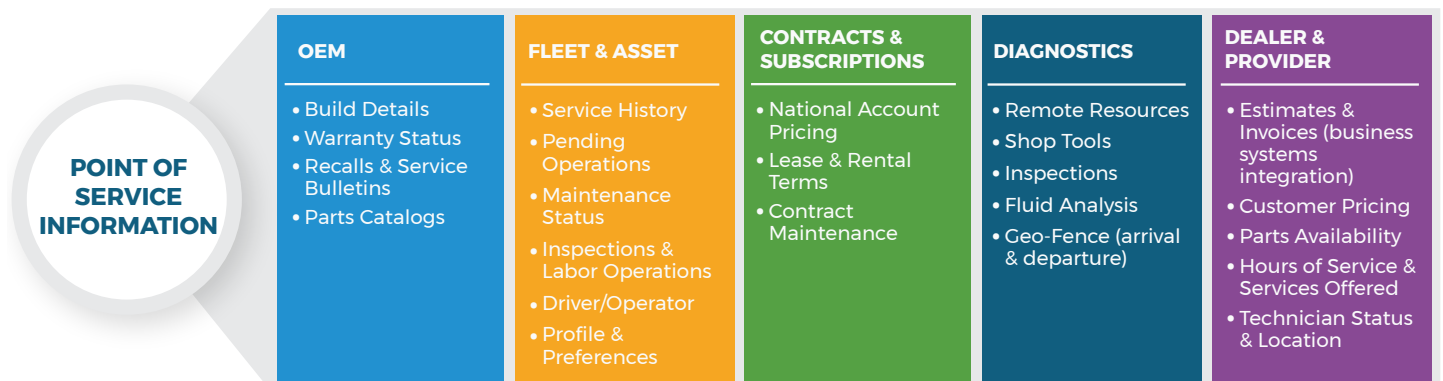 POINT OF
SERVICE
INFORMATION
OEM
• Build Details
• Warranty Status
• Recalls & Service
Bulletins
• Parts Catalogs
FLEET & ASSET
• Service History
• Pending
Operations
• Maintenance
Status
• Inspections &
Labor Operations
• Driver/Operator
• Profile &
Preferences
CONTRACTS &
SUBSCRIPTIONS
• National Account
Pricing
• Lease & Rental
Terms
• Contract
Maintenance
DIAGNOSTICS
• Remote Resources
• Shop Tools
• Inspections
• Fluid Analysis
• Geo-Fence (arrival
& departure)
DEALER &
PROVIDER
• Estimates &
Invoices (business
systems
integration)
• Customer Pricing
• Parts Availability
• Hours of Service &
Services Offered
• Technician Status
& Location